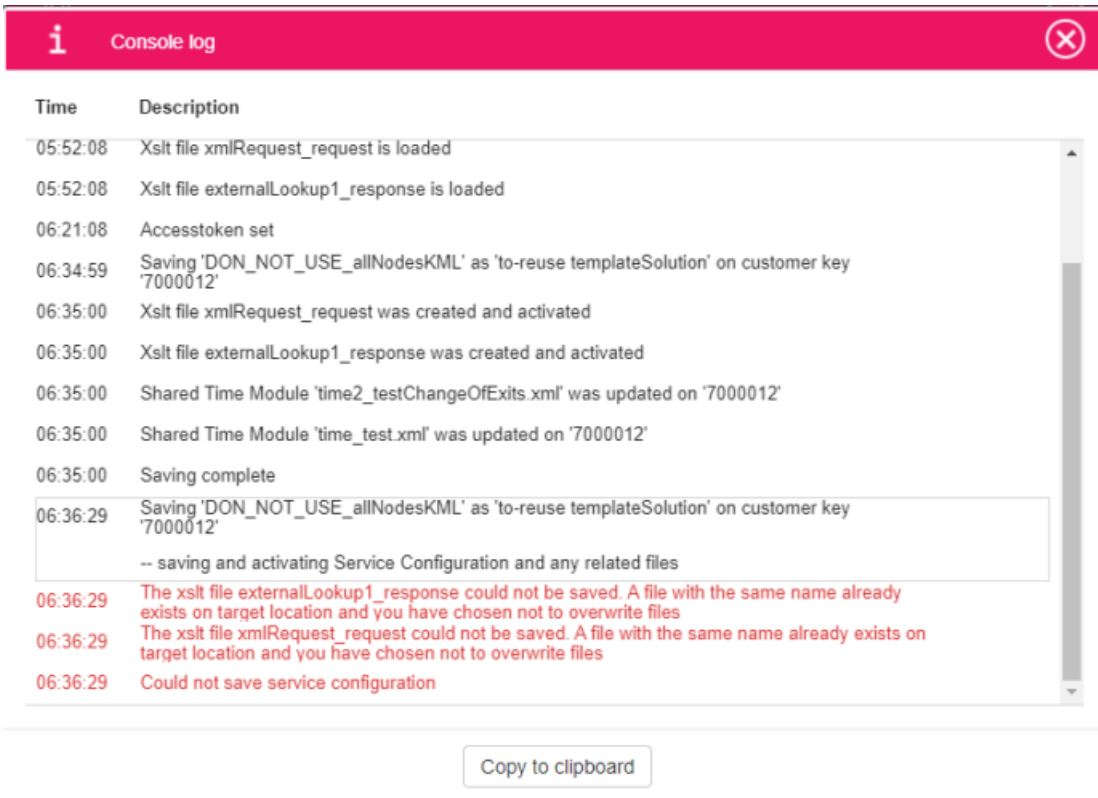 i Console log
Time Description
05:52:08 Xslt file xmlRequest_request is loaded
05:52:08 Xslt file externalLookup1_response is loaded
06:21:08 Accesstoken set
06:34:59 Saving 'DON_NOT_USE_allNodesKML' as 'to-reuse templateSolution' on customer key
'7000012'
06:35:00 Xslt file xmlRequest_request was created and activated
06:35:00 Xslt file externalLookup1_response was created and activated
06:35:00 Shared Time Module 'time2_testChangeOfExits.xml' was updated on '7000012'
06:35:00 Shared Time Module 'time_test.xml' was updated on '7000012'
06:35:00 Saving complete
06:36:29 Saving 'DON_NOT_USE_allNodesKML' as 'to-reuse templateSolution' on customer key
'7000012'
-- saving and activating Service Configuration and any related files
06:36:29 The xslt file externalLookup1_response could not be saved. A file with the same name already
exists on target location and you have chosen not to overwrite files
06:36:29 The xslt file xmlRequest_request could not be saved. A file with the same name already exists on
target location and you have chosen not to overwrite files
06:36:29 Could not save service configuration
Copy to clipboard